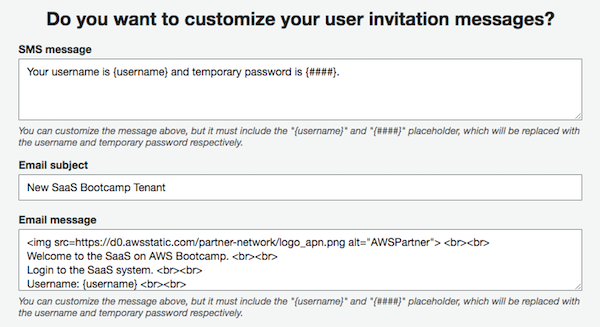 Do you want to customize your user invitation messages?
SMS message
Your username is {username} and temporary password is {####}.
You can customize the message above, but it must include the "{username}" and "{####}" placeholder, which will be replaced with
the username and temporary password respectively.
Email subject
New SaaS Bootcamp Tenant
Email message
<img src=https://d0.awsstatic.com/partner-network/logo_apn.png alt="AWSPartner"> <br><br>
Welcome to the SaaS on AWS Bootcamp. <br><br>
Login to the SaaS system. <br><br>
Username: {username} <br><br>
You can customize the message above, but it must include the "{username}" and "{####}" placeholder, which will be replaced with
the username and temporary password respectively.